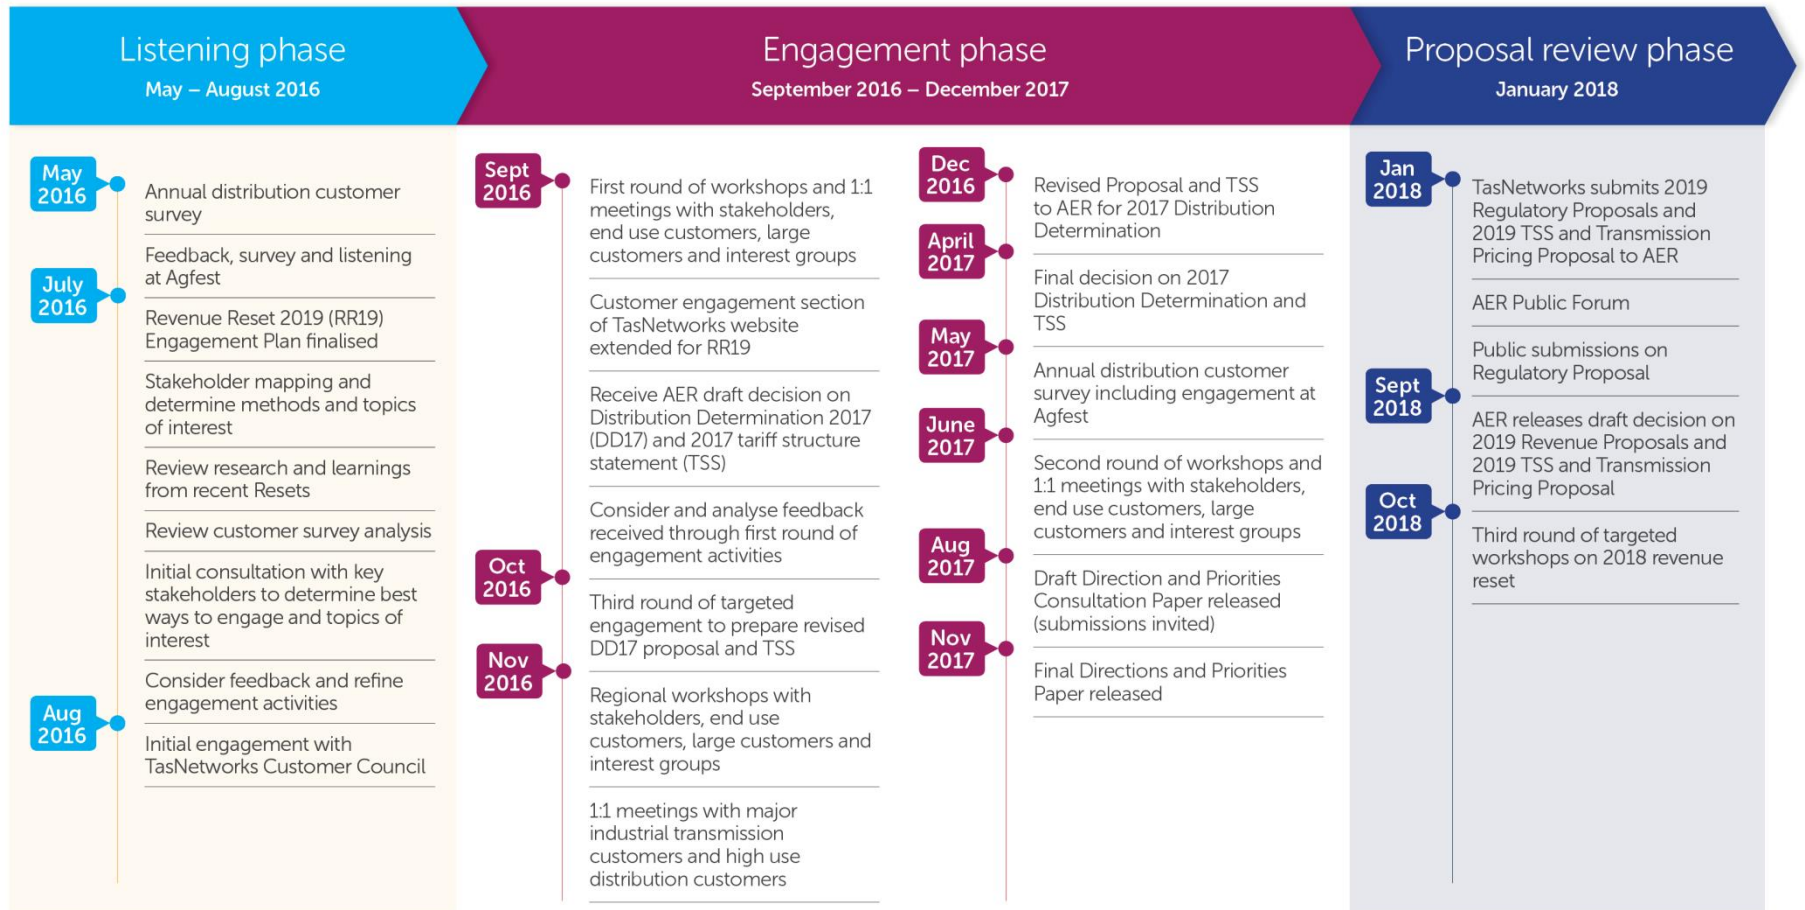 Listening phase
May – August 2016
Engagement phase
September 2016 – December 2017
Proposal review phase
January 2018
May
2016
Annual distribution customer
survey
Feedback, survey and listening
at Agfest
July
2016
Revenue Reset 2019 (RR19)
Engagement Plan finalised
Stakeholder mapping and
determine methods and topics
of interest
Review research and learnings
from recent Resets
Review customer survey analysis
Initial consultation with key
stakeholders to determine best
ways to engage and topics of
interest
Consider feedback and refine
engagement activities
Aug
2016
Initial engagement with
TasNetworks Customer Council
Sept
2016
First round of workshops and 1:1
meetings with stakeholders,
end use customers, large
customers and interest groups
Customer engagement section
of TasNetworks website
extended for RR19
Receive AER draft decision on
Distribution Determination 2017
(DD17) and 2017 tariff structure
statement (TSS)
Consider and analyse feedback
received through first round of
engagement activities
Oct
2016
Third round of targeted
engagement to prepare revised
DD17 proposal and TSS
Nov
2016
Regional workshops with
stakeholders, end use
customers, large customers and
interest groups
1:1 meetings with major
industrial transmission
customers and high use
distribution customers
Dec
2016
Revised Proposal and TSS
to AER for 2017 Distribution
Determination
April
2017
Final decision on 2017
Distribution Determination and
TSS
May
2017
Annual distribution customer
survey including engagement at
Agfest
June
2017
Second round of workshops and
1:1 meetings with stakeholders,
end use customers, large
customers and interest groups
Aug
2017
Draft Direction and Priorities
Consultation Paper released
(submissions invited)
Nov
2017
Final Directions and Priorities
Paper released
Jan
2018
TasNetworks submits 2019
Regulatory Proposals and
2019 TSS and Transmission
Pricing Proposal to AER
AER Public Forum
Public submissions on
Regulatory Proposal
Sept
2018
AER releases draft decision on
2019 Revenue Proposals and
2019 TSS and Transmission
Pricing Proposal
Oct
2018
Third round of targeted
workshops on 2018 revenue
reset